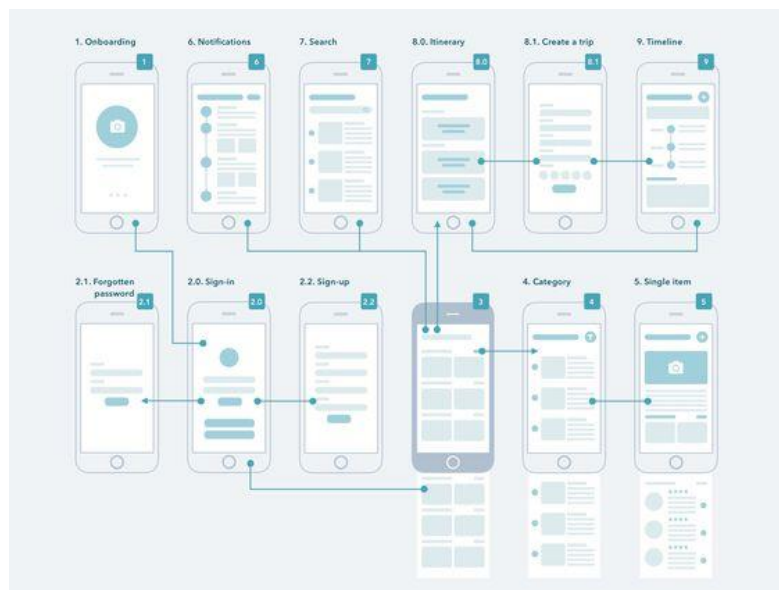 1. Onboarding
6. Notifications
7. Search
8.0. Itinerary
8.1. Create a trip
9. Timeline
1
6
7
8.0
8.1
9
2.1. Forgotten
password
2.0. Sign-in
2.2. Sign-up
4. Category
5. Single item
2.1
2.0
2.2
3
4
5